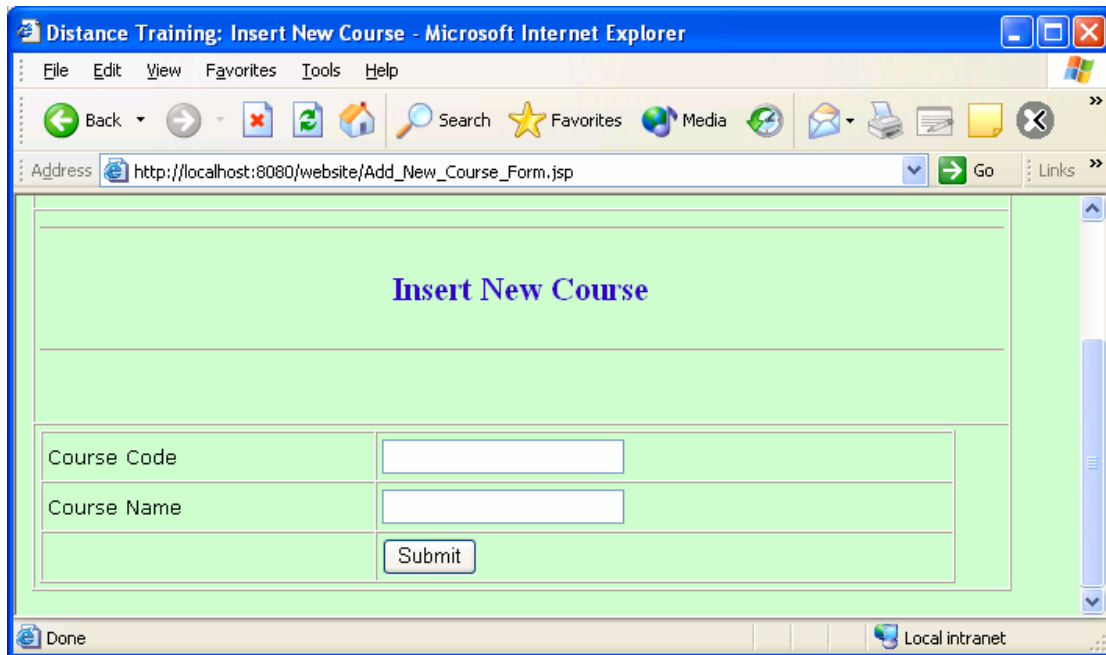 Distance Training: Insert New Course - Microsoft Internet Explorer
File Edit View Favorites Tools Help
Back Search Favorites Media »
Address http://localhost:8080/website/Add_New_Course_Form.jsp Go Links »
Insert New Course
Course Code
Course Name
Submit
Done Local intranet